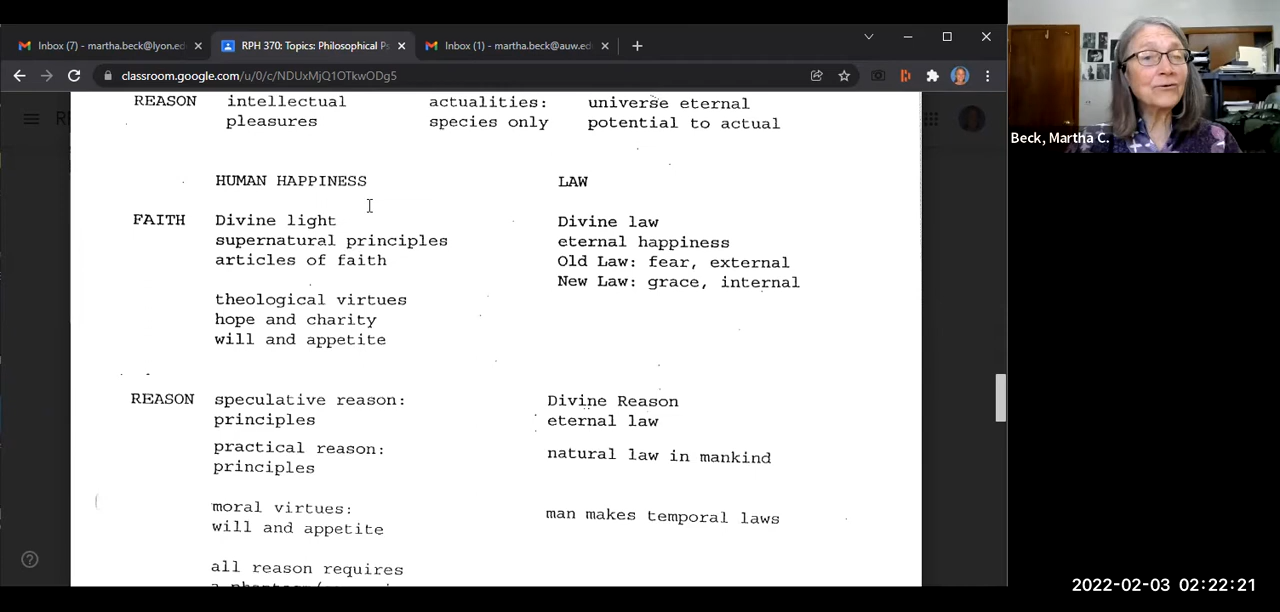 Inbox (7) - martha.beck@lyon.ed
RPH 370: Topics: Philosophical Ps
Inbox (1) - martha.beck@auw.ed
classroom.google.com/u/0/c/NDUxMjQ1OTkwODg5
Beck, Martha C.
REASON intellectual actualities: universe eternal
pleasures species only potential to actual
HUMAN HAPPINESS LAW
FAITH Divine light Divine law
supernatural principles eternal happiness
articles of faith Old Law: fear, external
New Law: grace, internal
theological virtues
hope and charity
will and appetite
REASON speculative reason: Divine Reason
principles eternal law
practical reason: natural law in mankind
principles
moral virtues: man makes temporal laws
will and appetite
all reason requires
2022-02-03 02:22:21